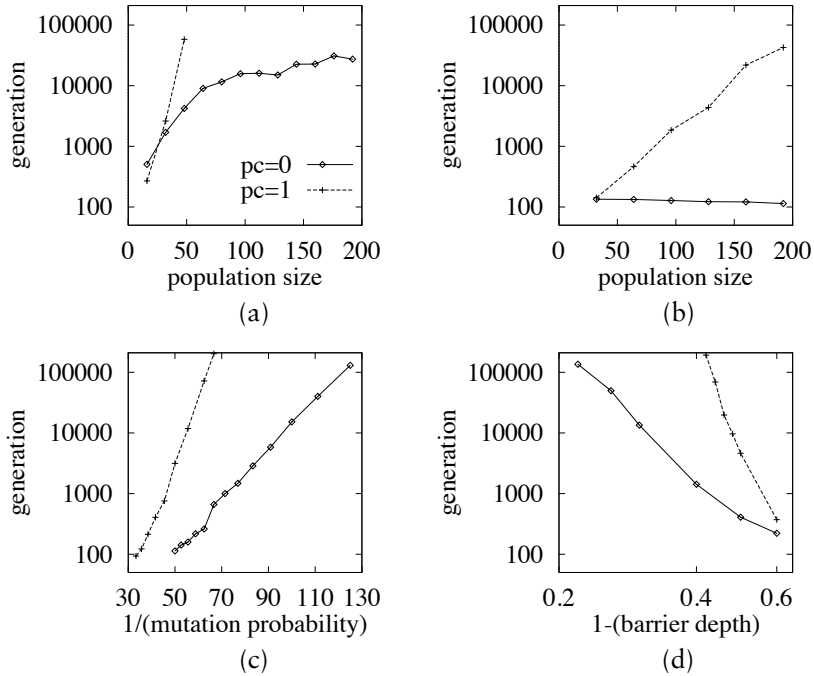 100000
10000
1000
100
generation
pc=0
pc=1
0 50 100 150 200
population size
(a)
100000
10000
1000
100
generation
0 50 100 150 200
population size
(b)
100000
10000
1000
100
generation
30 50 70 90 110 130
1/(mutation probability)
(c)
100000
10000
1000
100
generation
0.2 0.4 0.6
1-(barrier depth)
(d)